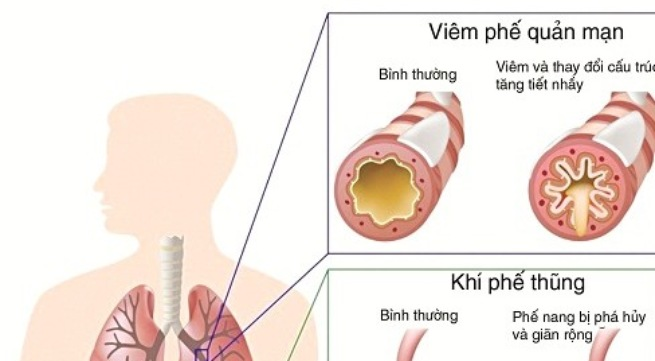 Viêm phế quản mạn
Bình thường
Viêm và thay đổi cấu trúc
tăng tiết nhầy
Khí phế thũng
Bình thường
Phế nang bị phá hủy
và giãn rộng